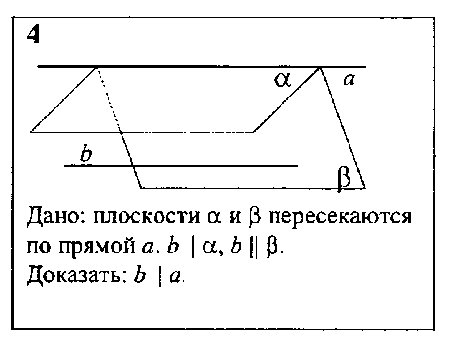 4
α a
b
β
Дано: плоскости α и β пересекаются
по прямой a. b | α, b || β.
Доказать: b | a.